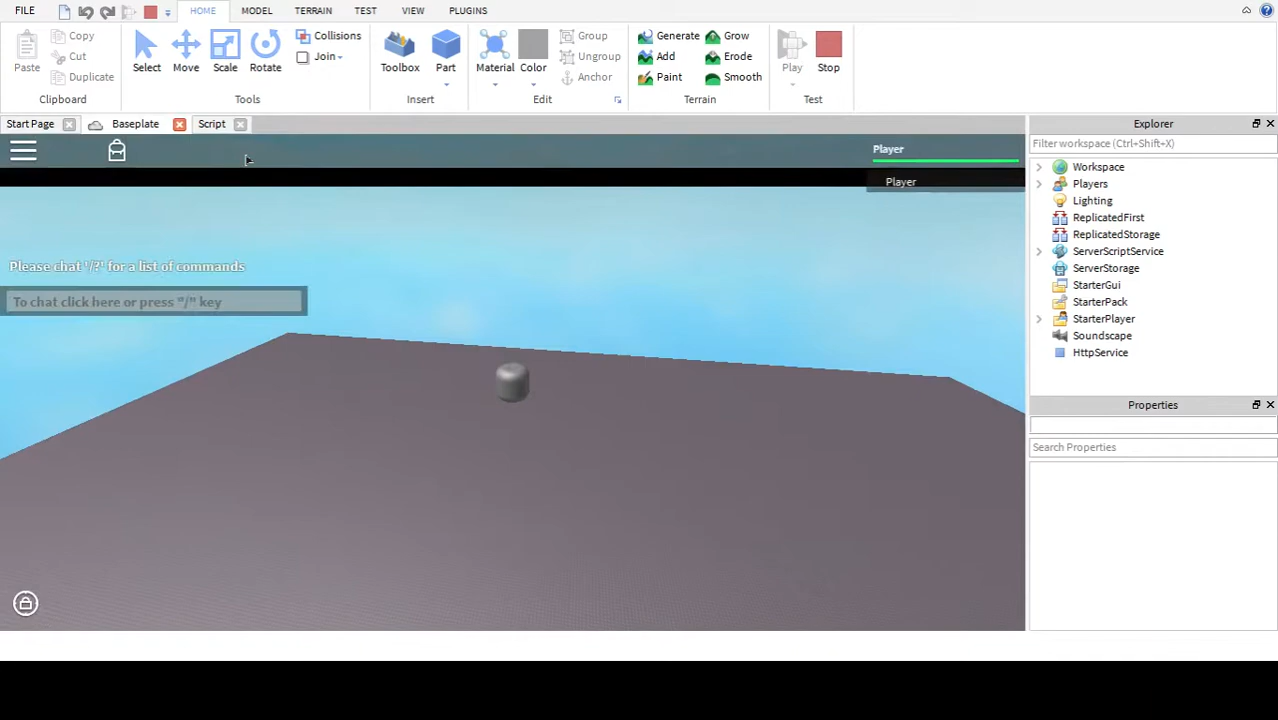 FILE HOME MODEL TERRAIN TEST VIEW PLUGINS
Paste Copy Cut Duplicate
Clipboard
Select Move Scale Rotate Collisions Join
Tools
Toolbox Part
Insert
Material Color Group Ungroup Anchor
Edit
Generate Add Paint Grow Erode Smooth
Terrain
Play Stop
Test
Start Page Baseplate Script
Player
Player
Please chat '/?' for a list of commands
To chat click here or press "/" key
Explorer
Filter workspace (Ctrl+Shift+X)
Workspace
Players
Lighting
ReplicatedFirst
ReplicatedStorage
ServerScriptService
ServerStorage
StarterGui
StarterPack
StarterPlayer
Soundscape
HttpService
Properties
Search Properties